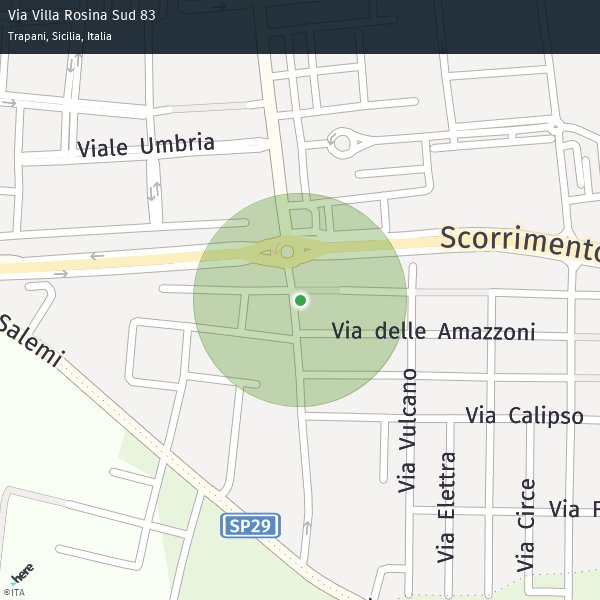 Via Villa Rosina Sud 83
Trapani, Sicilia, Italia
Viale Umbria
Scorrimento
Salemi
Via delle Amazzoni
Via Calipso
Via Vulcano
Via Elettra
Via Circe
Via F
SP29
here
©ITA